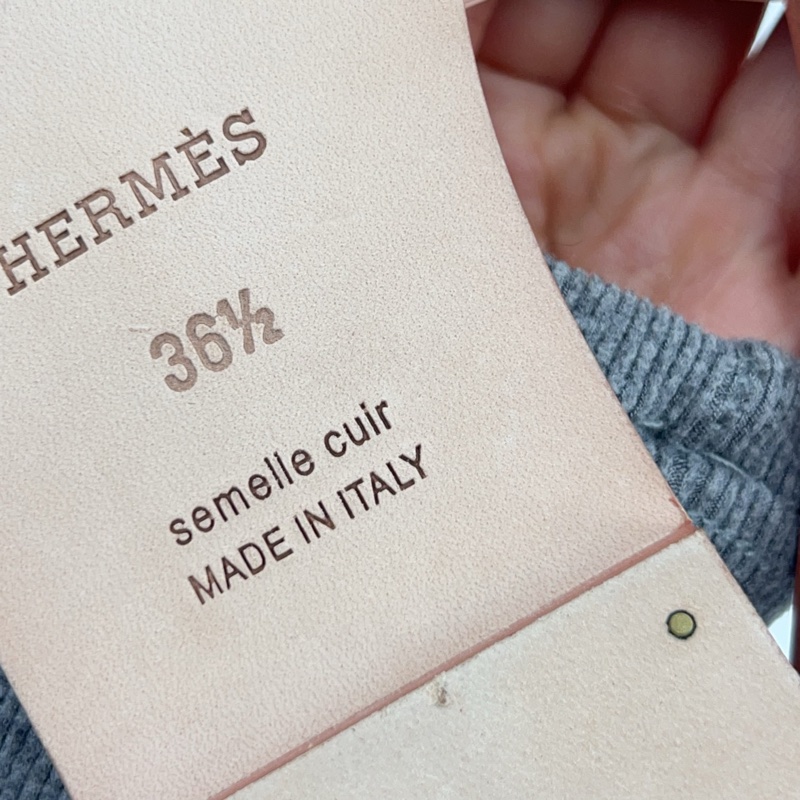 HERMÈS
36½
semelle cuir
MADE IN ITALY